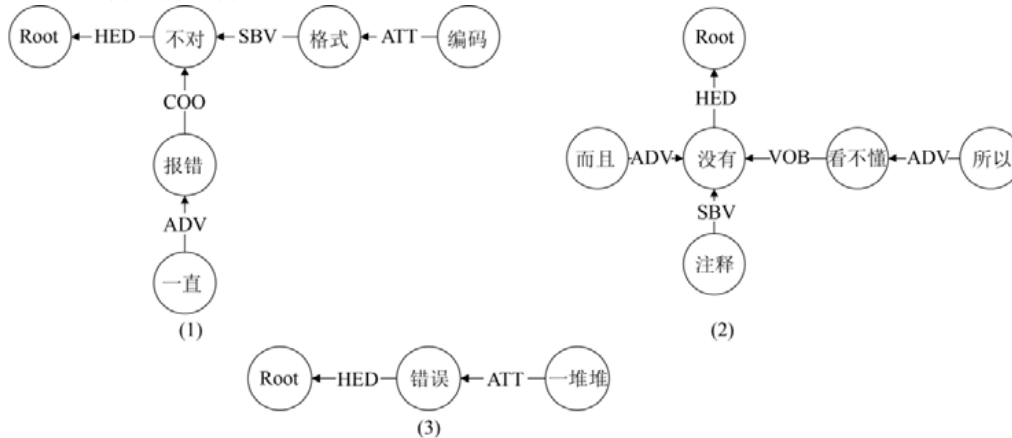 Root HED 不对 SBV 格式 ATT 编码
COO
报错
ADV
一直
(1)
Root
HED
而且 ADV 没有 VOB 看不懂 ADV 所以
SBV
注释
(2)
Root HED 错误 ATT 一堆堆
(3)